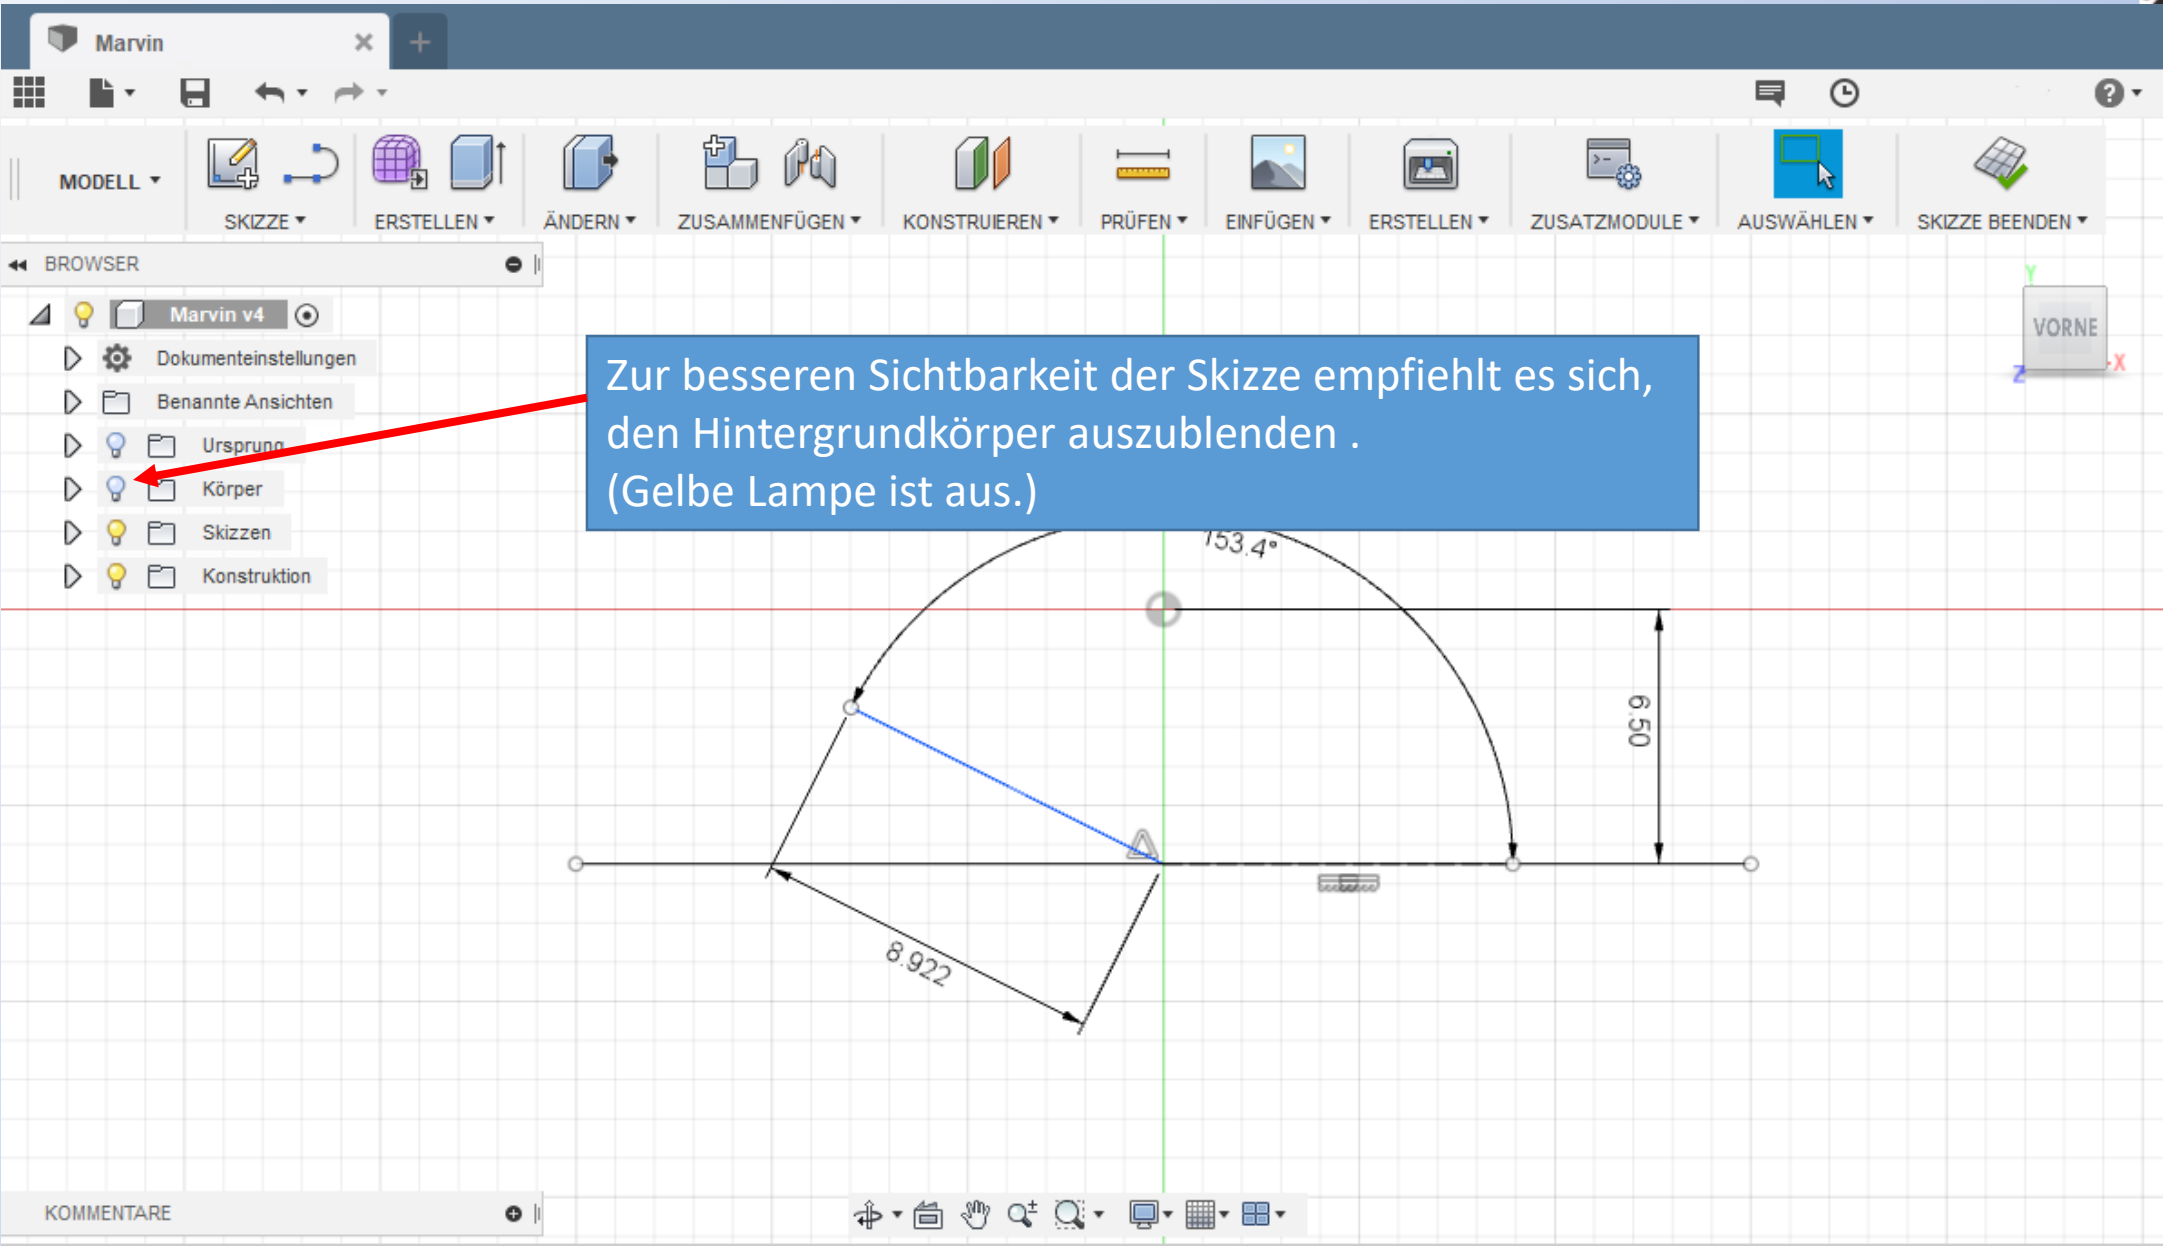 Marvin
MODELL
SKIZZE
ERSTELLEN
ÄNDERN
ZUSAMMENFÜGEN
KONSTRUIEREN
PRÜFEN
EINFÜGEN
ERSTELLEN
ZUSATZMODULE
AUSWÄHLEN
SKIZZE BEENDEN
BROWSER
Marvin v4
Dokumenteinstellungen
Benannte Ansichten
Ursprung
Körper
Skizzen
Konstruktion
Y
VORNE
Z
-X
Zur besseren Sichtbarkeit der Skizze empfiehlt es sich,
den Hintergrundkörper auszublenden .
(Gelbe Lampe ist aus.)
153.4°
6.50
8.922
KOMMENTARE